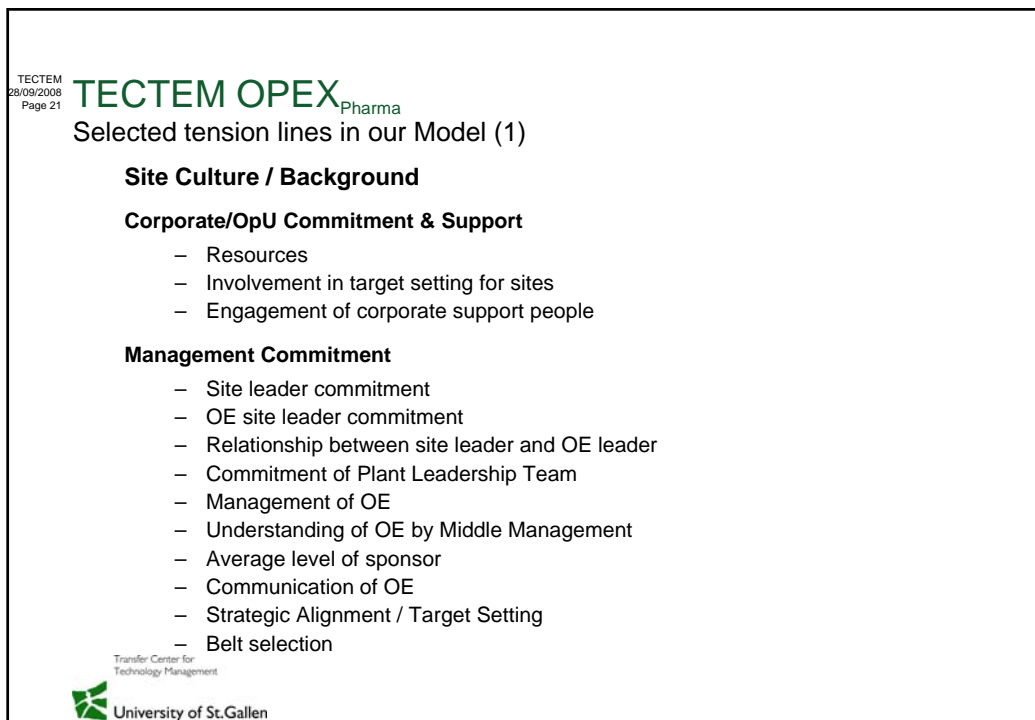 TECTEM
28/09/2008
Page 21
TECTEM OPEX Pharma
Selected tension lines in our Model (1)
Site Culture / Background
Corporate/OpU Commitment & Support
– Resources
– Involvement in target setting for sites
– Engagement of corporate support people
Management Commitment
– Site leader commitment
– OE site leader commitment
– Relationship between site leader and OE leader
– Commitment of Plant Leadership Team
– Management of OE
– Understanding of OE by Middle Management
– Average level of sponsor
– Communication of OE
– Strategic Alignment / Target Setting
– Belt selection
Transfer Center for
Technology Management
University of St.Gallen